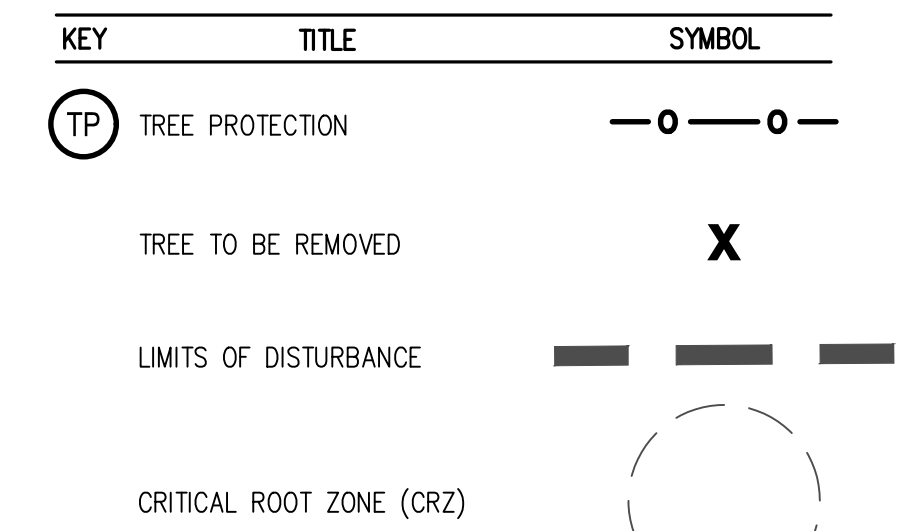 KEY TITLE SYMBOL
TP TREE PROTECTION
TREE TO BE REMOVED X
LIMITS OF DISTURBANCE
CRITICAL ROOT ZONE (CRZ)